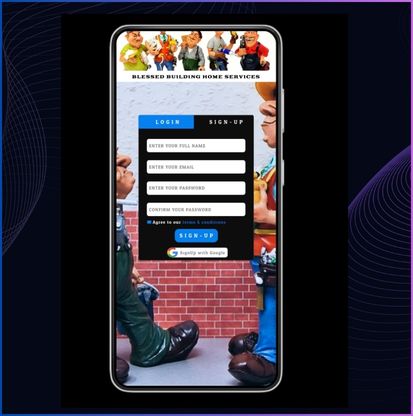 BLESSED BUILDING HOME SERVICES
LOGIN SIGN-UP
ENTER YOUR FULL NAME
ENTER YOUR EMAIL
ENTER YOUR PASSWORD
CONFIRM YOUR PASSWORD
Agree to our terms & conditions
SIGN-UP
SignUp with Google